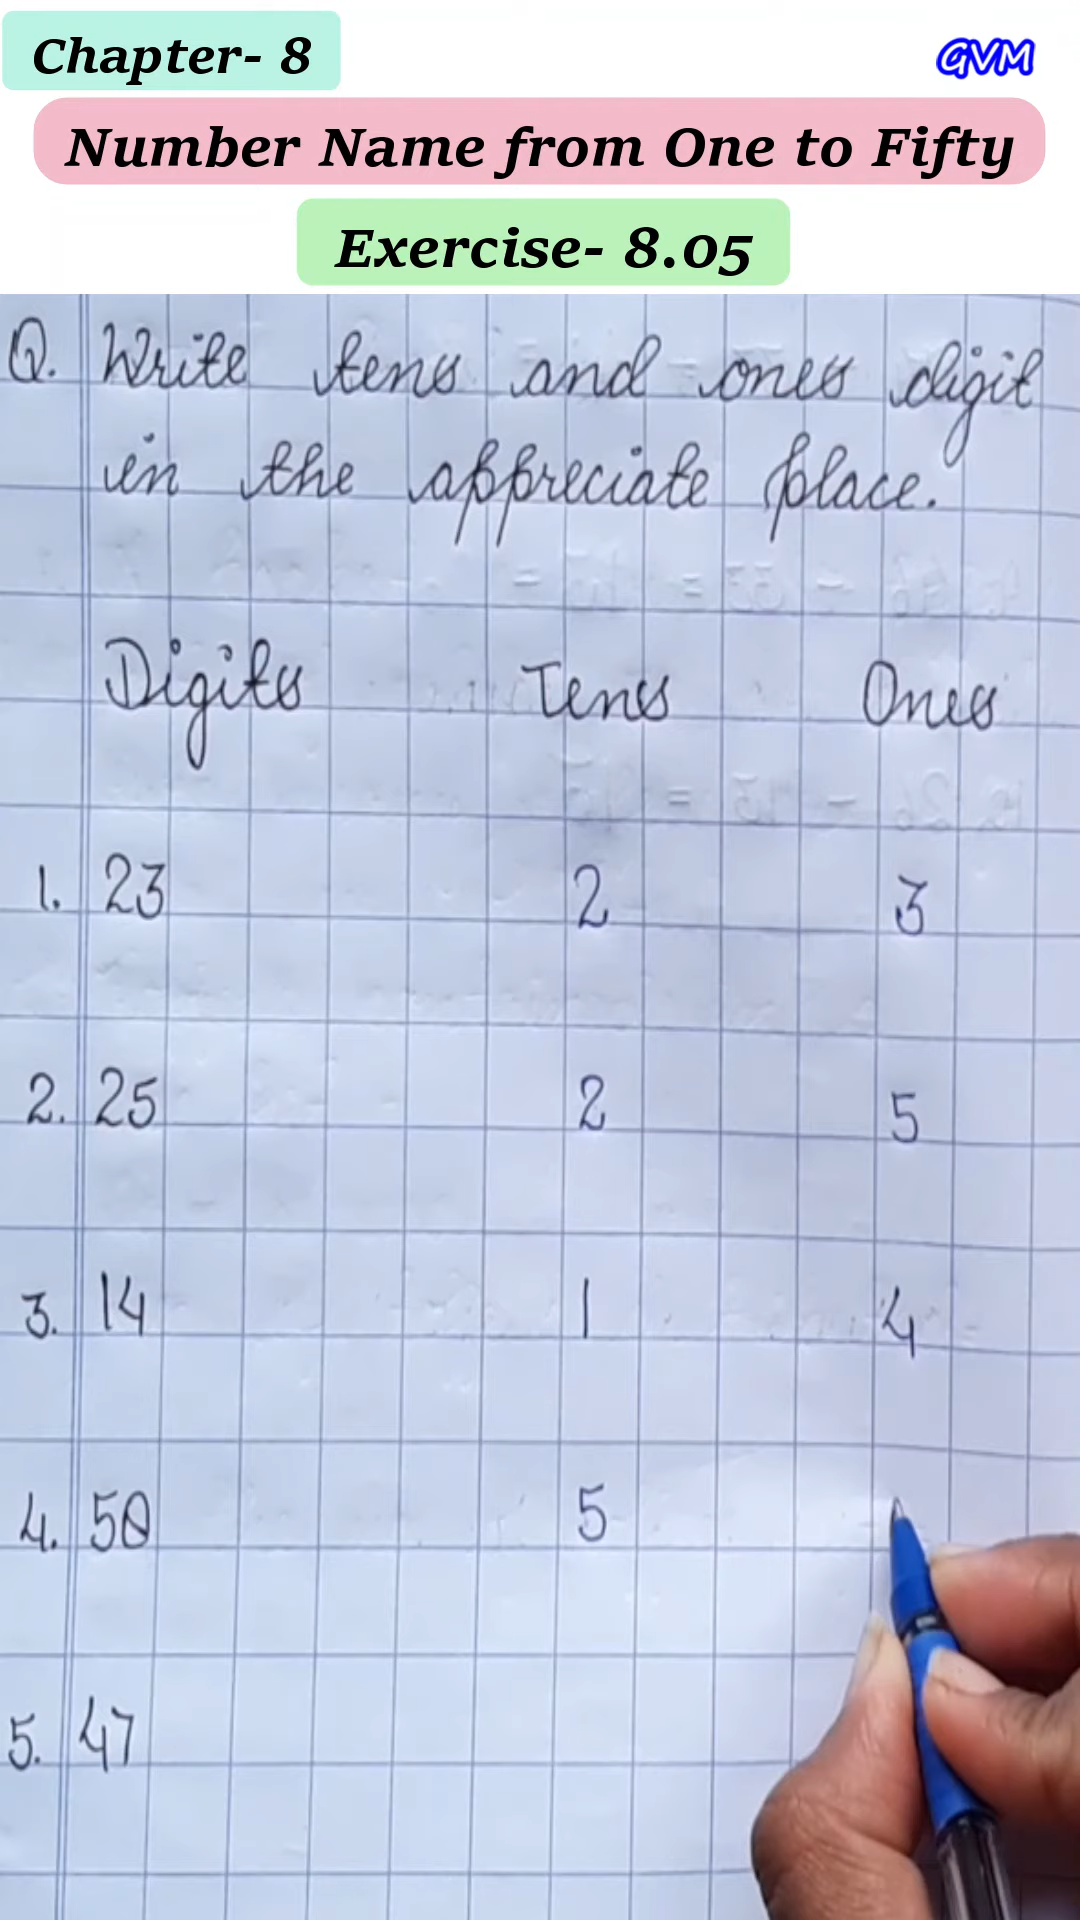 Chapter- 8
GVM
Number Name from One to Fifty
Exercise- 8.05
Q. Write tens and ones digit
in the appreciate place.
Digits Tens Ones
1. 23 2 3
2. 25 2 5
3. 14 1 4
4. 50 5
5. 47